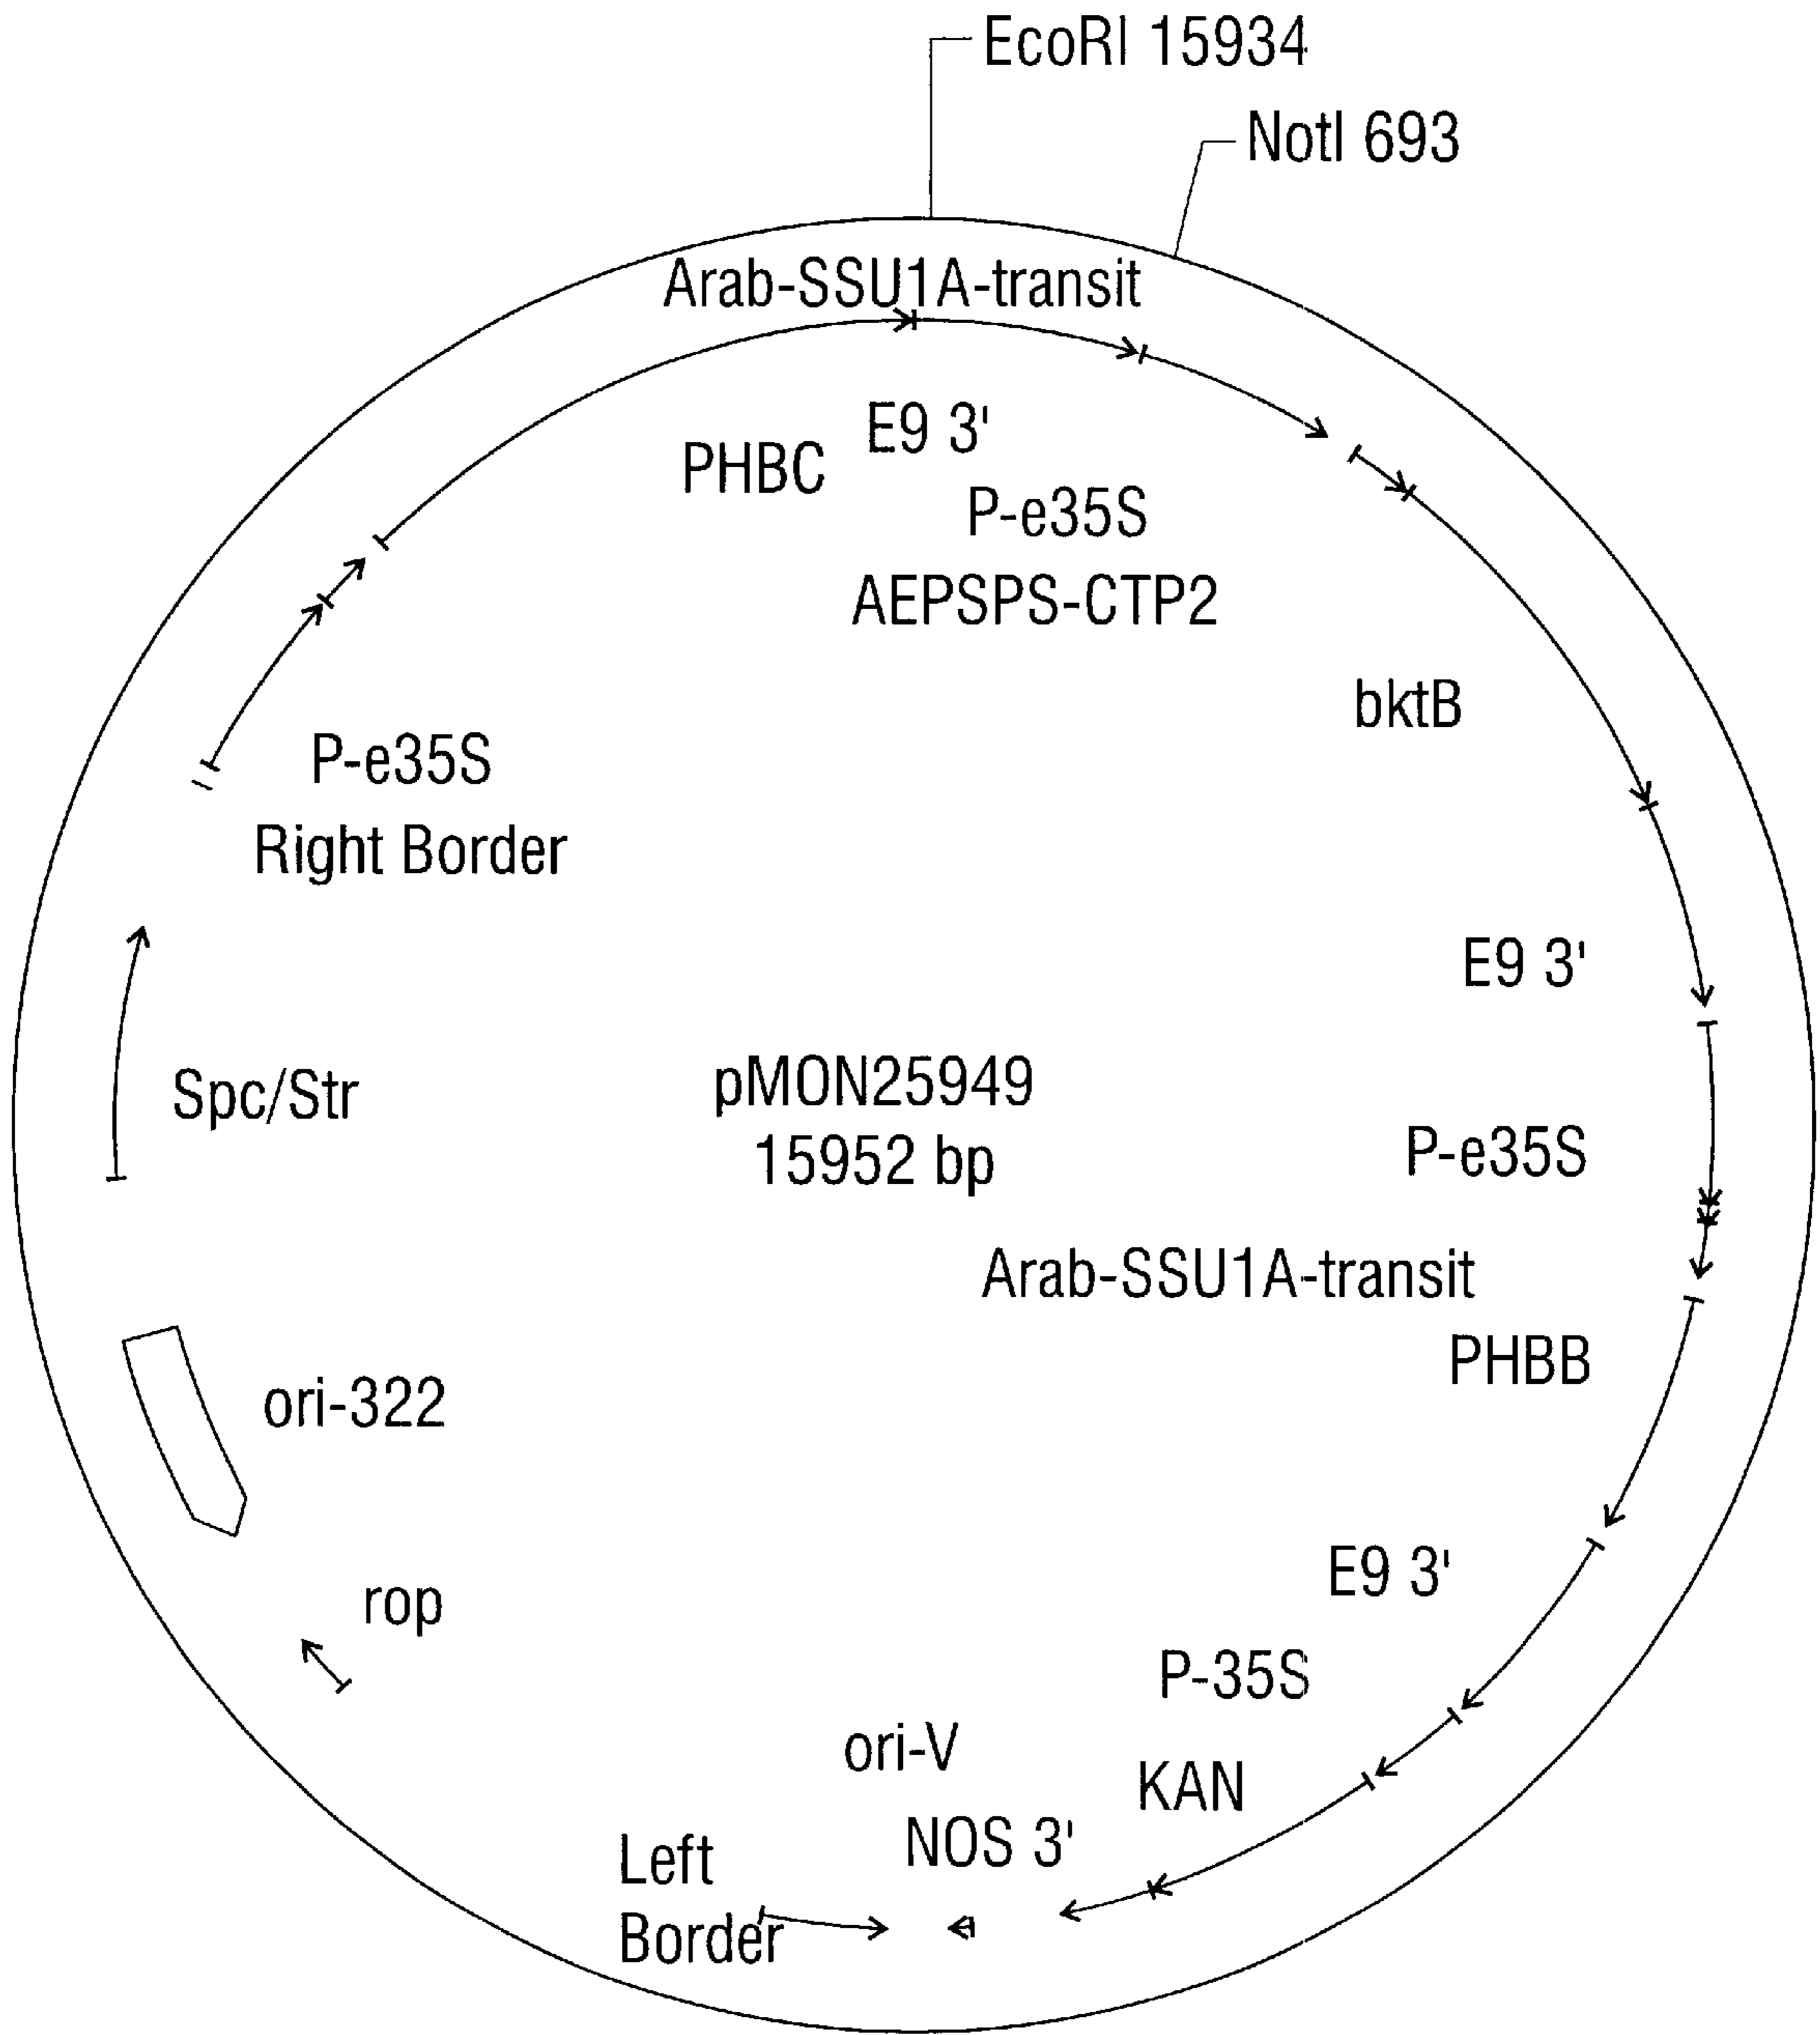 EcoRI 15934
NotI 693
Arab-SSU1A-transit
E9 3'
PHBC
P-e35S
AEPSPS-CTP2
bktB
P-e35S
Right Border
E9 3'
Spc/Str
pMON25949
15952 bp
P-e35S
Arab-SSU1A-transit
PHBB
ori-322
E9 3'
rop
P-35S
ori-V
KAN
NOS 3'
Left
Border